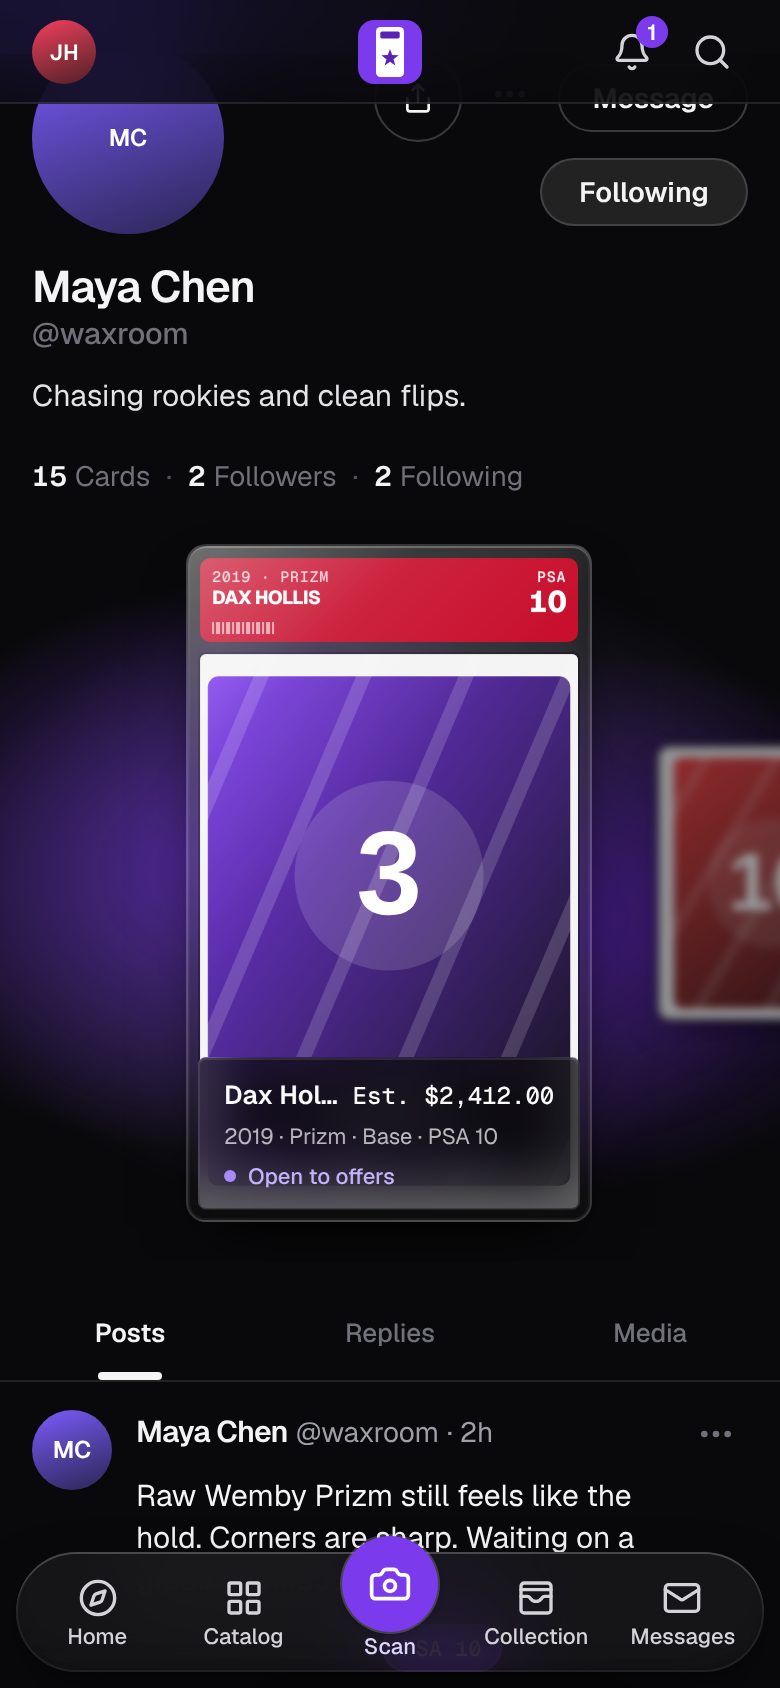 JH
1
MC
Message
Following
Maya Chen
@waxroom
Chasing rookies and clean flips.
15 Cards · 2 Followers · 2 Following
2019 · PRIZM
DAX HOLLIS
PSA
10
3
Dax Hol... Est. $2,412.00
2019 · Prizm · Base · PSA 10
Open to offers
Posts Replies Media
MC
Maya Chen @waxroom · 2h
Raw Wemby Prizm still feels like the
hold. Corners are sharp. Waiting on a
Home Catalog Scan Collection Messages